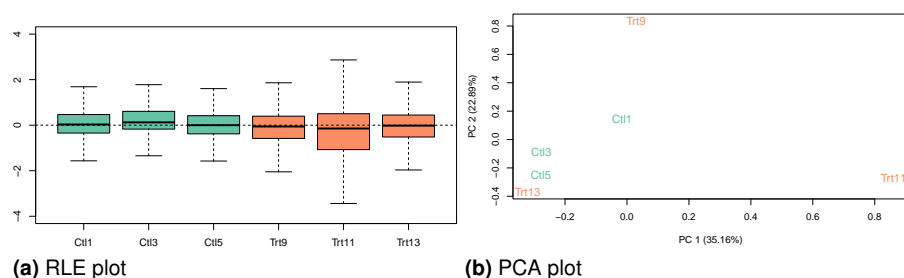 4
2
0
−2
−4
Ctl1 Ctl3 Ctl5 Trt9 Trt11 Trt13
(a) RLE plot
PC 2 (22.89%)
0.8
0.6
0.4
0.2
0.0
−0.2
−0.4
Trt9
Ctl1
Ctl3
Ctl5
Trt13
Trt11
−0.2 0.0 0.2 0.4 0.6 0.8
PC 1 (35.16%)
(b) PCA plot